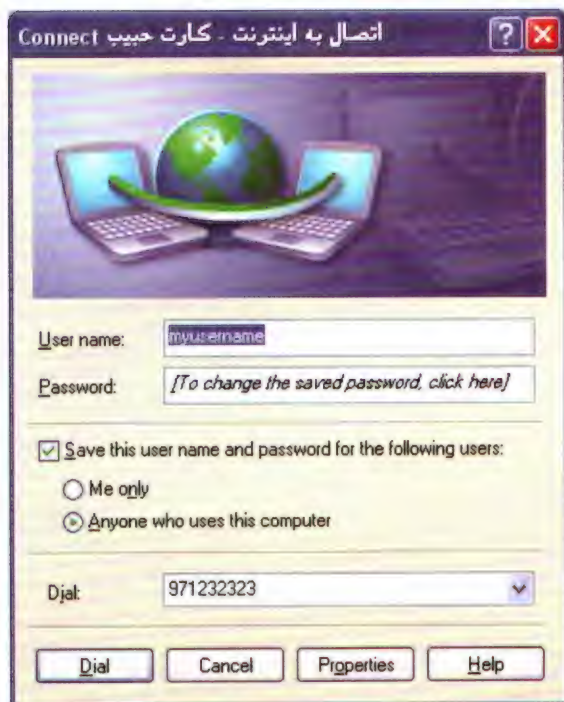 Connect اتصال به اینترنت - کارت حبیب
User name: myusername
Password: [To change the saved password, click here]
Save this user name and password for the following users:
Me only
Anyone who uses this computer
Dial: 971232323
Dial Cancel Properties Help